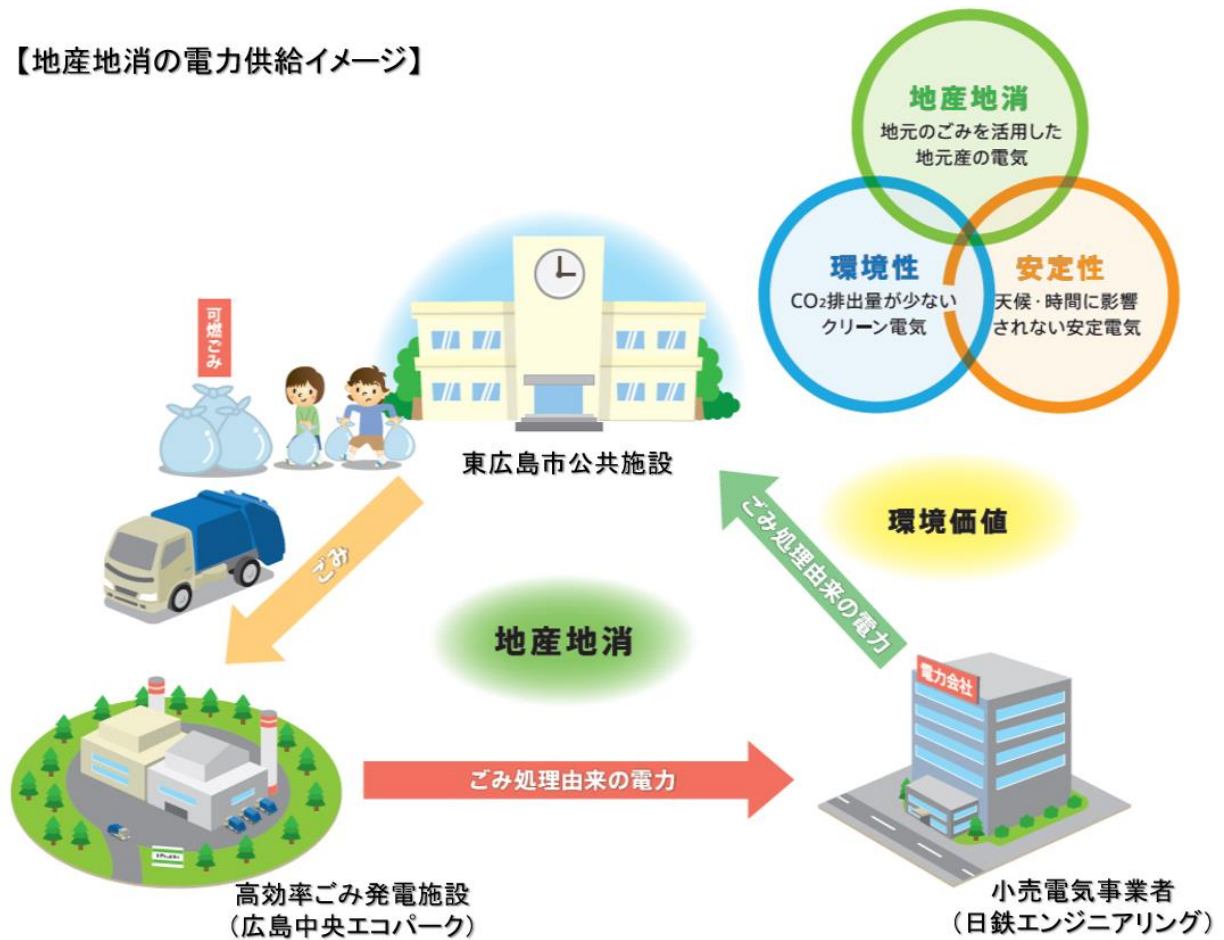 【地産地消の電力供給イメージ】
地産地消
地元のごみを活用した
地元産の電気
環境性
CO₂排出量が少ない
クリーン電気
安定性
天候・時間に影響
されない安定電気
可燃ごみ
東広島市公共施設
ごみ
ごみ処理由来の電力
環境価値
地産地消
電力会社
ごみ処理由来の電力
高効率ごみ発電施設
(広島中央エコパーク)
小売電気事業者
(日鉄エンジニアリング)